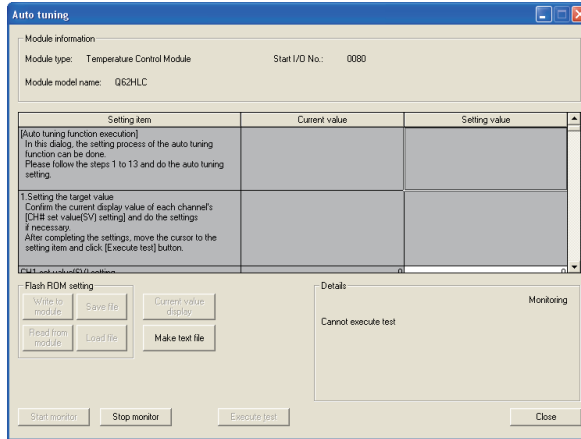 Auto tuning
Module information
Module type: Temperature Control Module Start I/O No.: 0080
Module model name: Q62HLC
Setting item Current value Setting value
[Auto tuning function execution]
In this dialog, the setting process of the auto tuning
function can be done.
Please follow the steps 1 to 13 and do the auto tuning
setting.
1.Setting the target value
Confirm the current display value of each channel's
[CH# set value(SV) setting] and do the settings
if necessary.
After completing the settings, move the cursor to the
setting item and click [Execute test] button.
CH1 set value(SV) setting 0 0
Flash ROM setting
Write to
module
Save file
Current value
display
Read from
module
Load file
Make text file
Details
Monitoring
Cannot execute test
Start monitor
Stop monitor
Execute test
Close